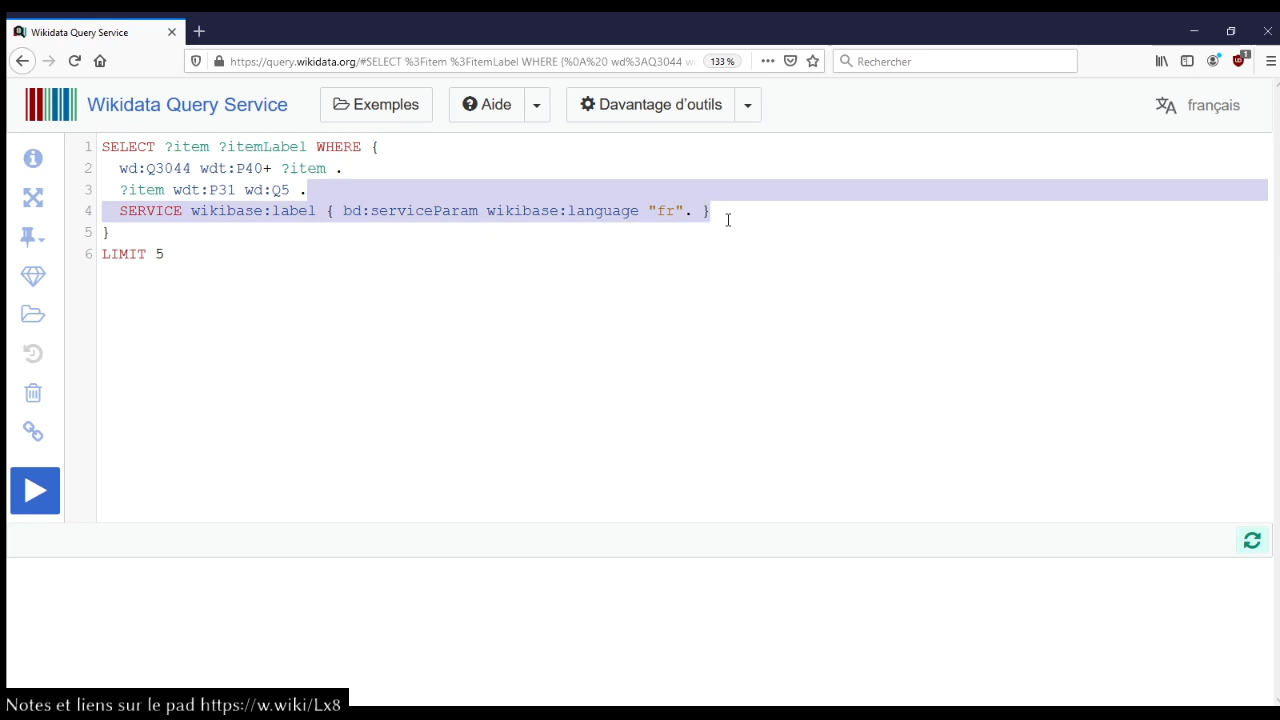 Wikidata Query Service
https://query.wikidata.org/#SELECT %3Fitem %3FitemLabel WHERE {%0A%20 wd%3AQ3044 w
133 %
Rechercher
Wikidata Query Service
Exemples
Aide
Davantage d'outils
français
1 SELECT ?item ?itemLabel WHERE {
2 wd:Q3044 wdt:P40+ ?item .
3 ?item wdt:P31 wd:Q5 .
4 SERVICE wikibase:label { bd:serviceParam wikibase:language "fr". }
5 }
6 LIMIT 5
Notes et liens sur le pad https://w.wiki/Lx8